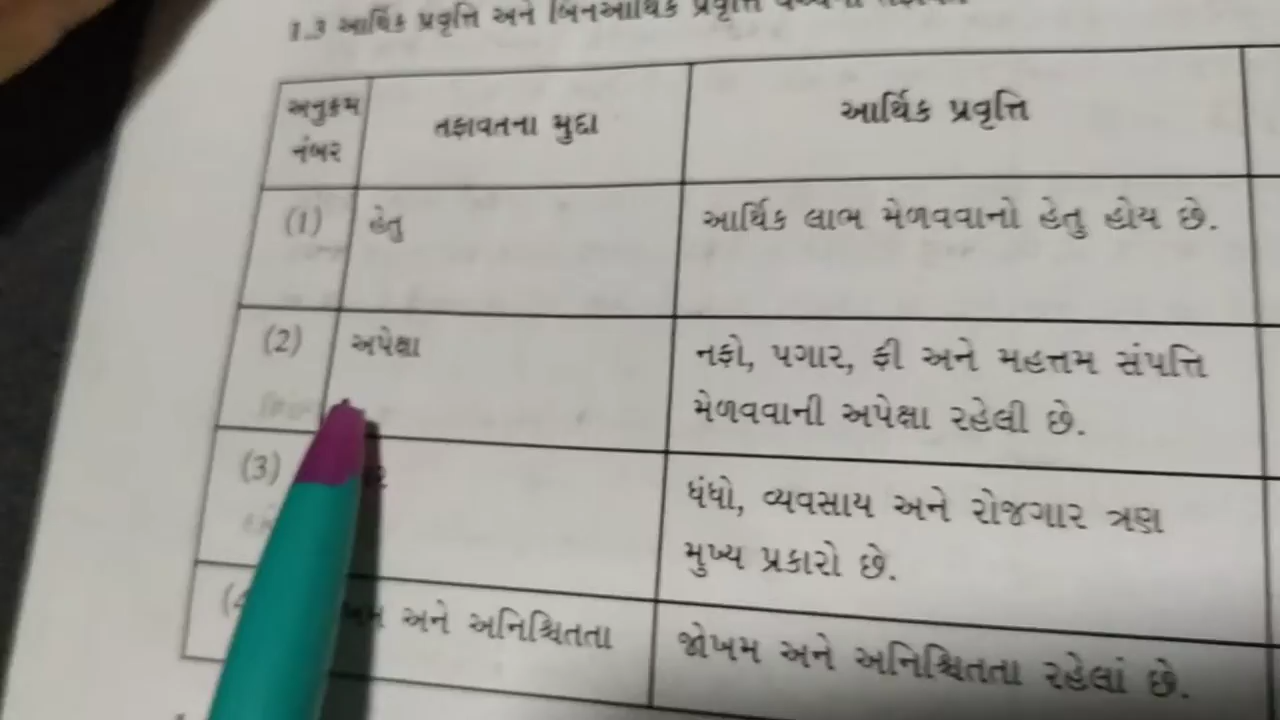 1.3 આર્થિક પ્રવૃત્તિ અને બિનઆર્થિક પ્રવૃત્તિ
અનુક્રમ નંબર તફાવતના મુદ્દા આર્થિક પ્રવૃત્તિ
(1) હેતુ આર્થિક લાભ મેળવવાનો હેતુ હોય છે.
(2) અપેક્ષા નફો, પગાર, ફી અને મહત્તમ સંપત્તિ
મેળવવાની અપેક્ષા રહેલી છે.
(3) ધંધો, વ્યવસાય અને રોજગાર ત્રણ
મુખ્ય પ્રકારો છે.
અને અનિશ્ચિતતા જોખમ અને અનિશ્ચિતતા રહેલાં છે.